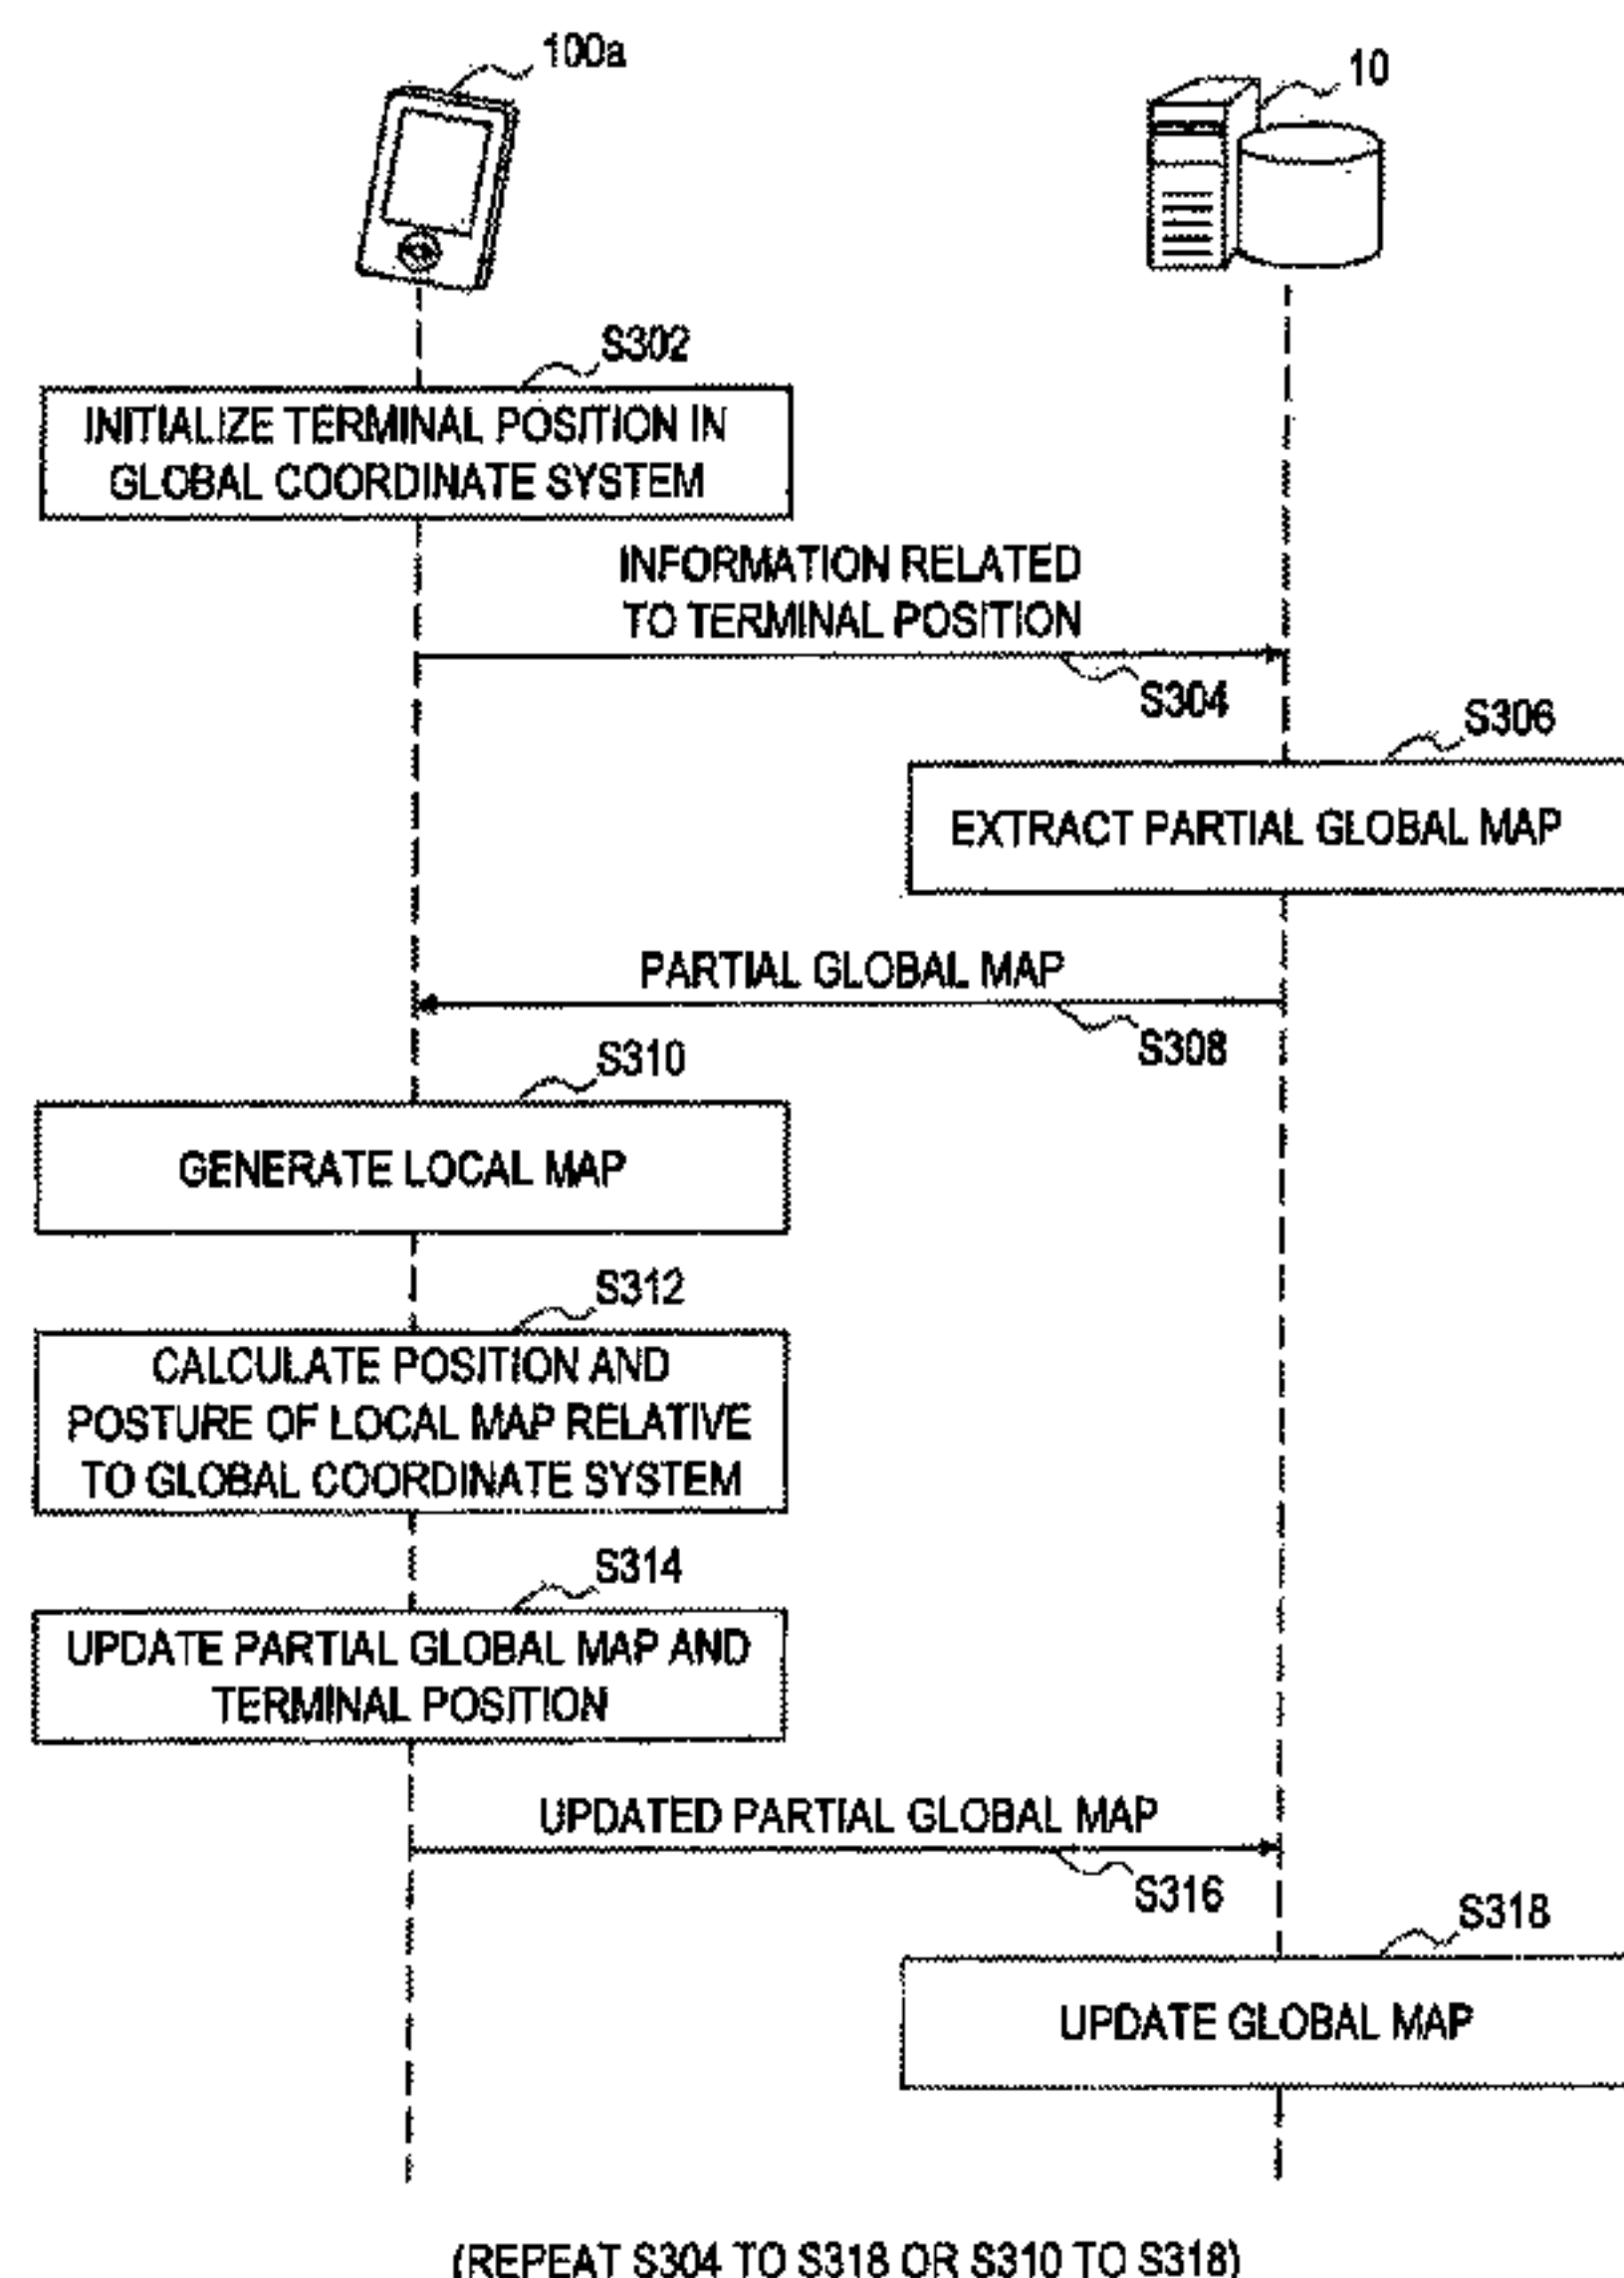 100a
10
S302
INITIALIZE TERMINAL POSITION IN
GLOBAL COORDINATE SYSTEM
INFORMATION RELATED
TO TERMINAL POSITION
S304
S306
EXTRACT PARTIAL GLOBAL MAP
PARTIAL GLOBAL MAP
S308
S310
GENERATE LOCAL MAP
S312
CALCULATE POSITION AND
POSTURE OF LOCAL MAP RELATIVE
TO GLOBAL COORDINATE SYSTEM
S314
UPDATE PARTIAL GLOBAL MAP AND
TERMINAL POSITION
UPDATED PARTIAL GLOBAL MAP
S316
S318
UPDATE GLOBAL MAP
(REPEAT S304 TO S318 OR S310 TO S318)